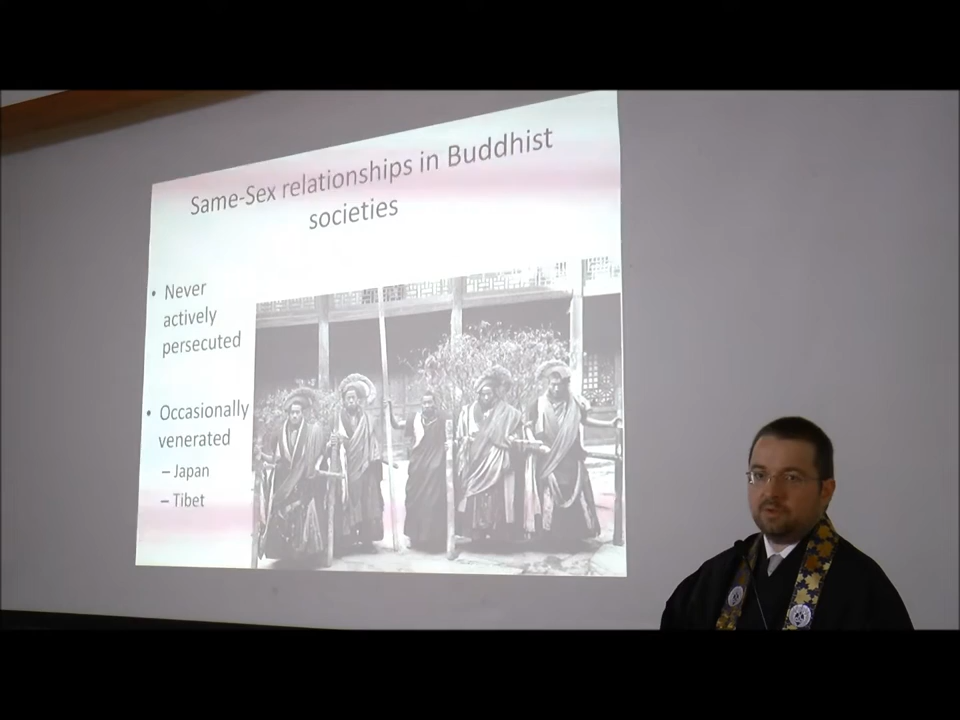 Same-Sex relationships in Buddhist
societies
• Never
actively
persecuted
• Occasionally
venerated
– Japan
– Tibet